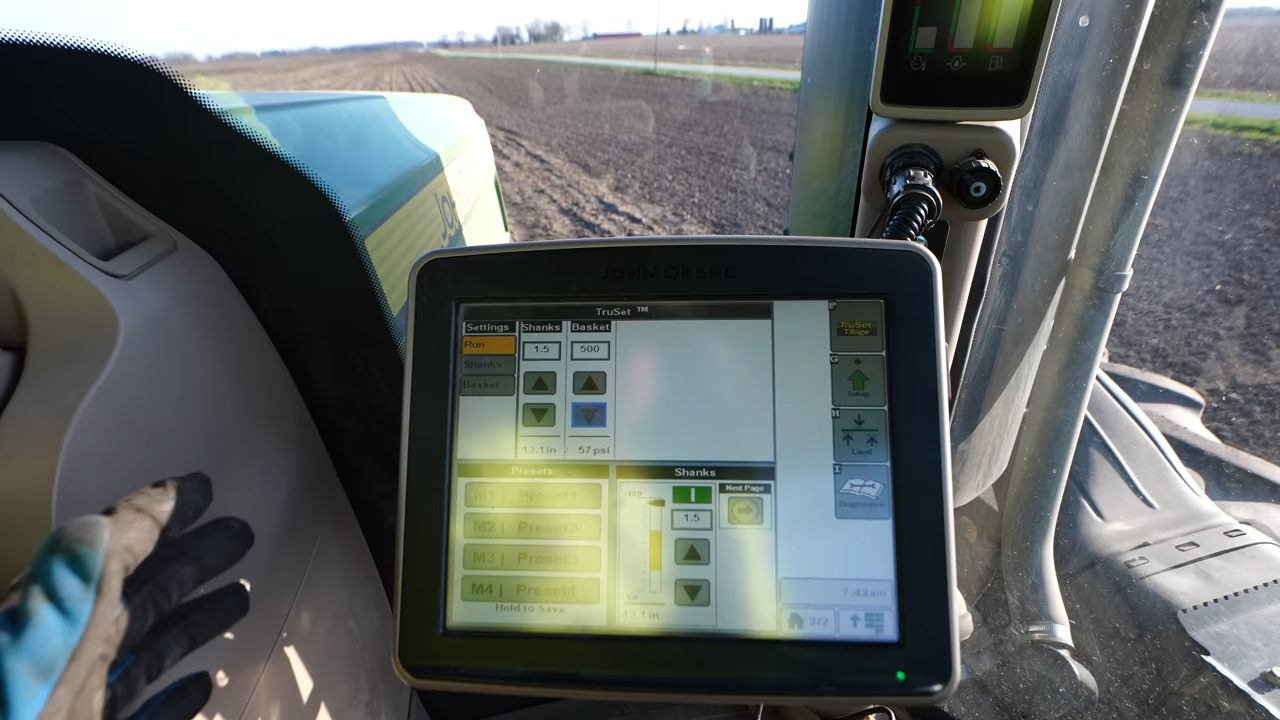 JOHN DEERE
TruSet ™
Settings
Shanks
Basket
Run
1.5
500
Shanks
Basket
12.1in
57psi
Presets
M1 | Preset1
M2 | Preset2
M3 | Preset3
M4 | Preset4
Hold to Save
Shanks
1.5
Next Page
12.1in
F
TruSet
Tillage
G
Setup
H
Level
I
Diagnostics
7:42am
2/2